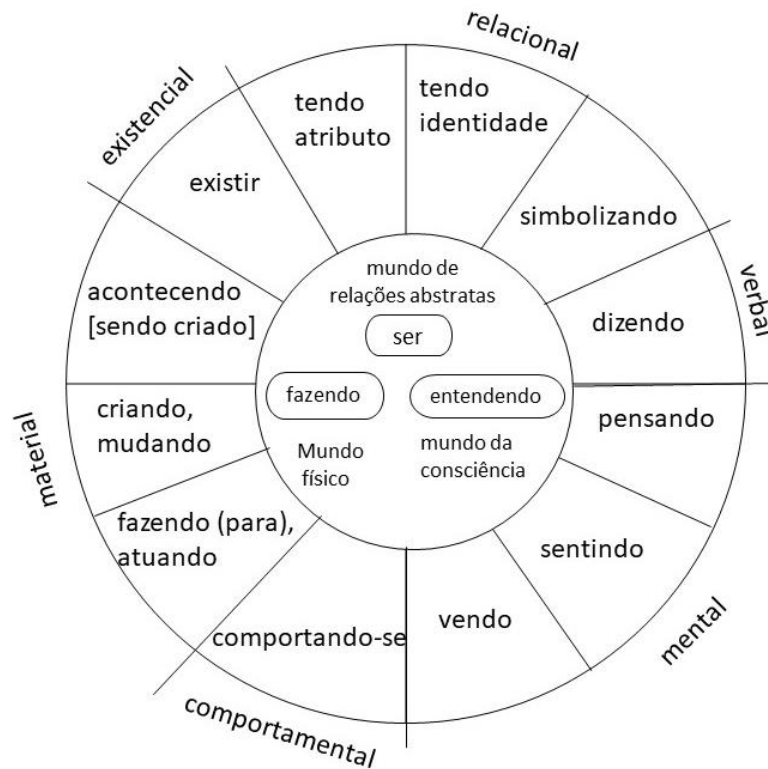 relacional
existencial
tendo
atributo
tendo
identidade
existir
simbolizando
verbal
acontecendo
[sendo criado]
mundo de
relações abstratas
ser
dizendo
fazendo
entendendo
criando,
mudando
Mundo
físico
mundo da
consciência
pensando
material
fazendo (para),
atuando
sentindo
comportando-se
vendo
mental
comportamental